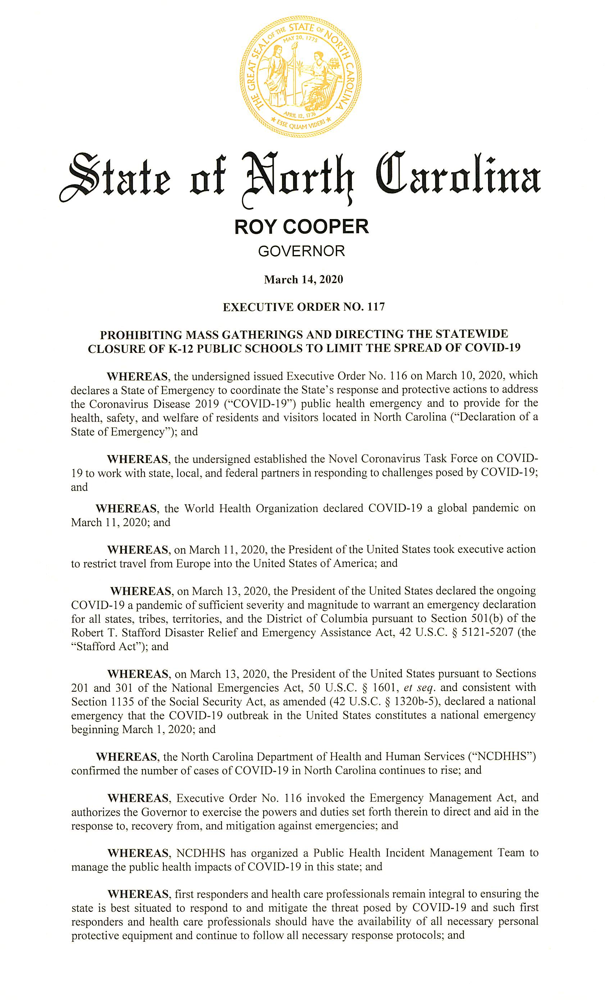 THE GREAT SEAL OF THE STATE OF NORTH CAROLINA
MAY 20, 1775
APRIL 12, 1776
★ ESSE QUAM VIDERI ★
State of North Carolina
ROY COOPER
GOVERNOR
March 14, 2020
EXECUTIVE ORDER NO. 117
PROHIBITING MASS GATHERINGS AND DIRECTING THE STATEWIDE
CLOSURE OF K-12 PUBLIC SCHOOLS TO LIMIT THE SPREAD OF COVID-19
WHEREAS, the undersigned issued Executive Order No. 116 on March 10, 2020, which
declares a State of Emergency to coordinate the State's response and protective actions to address
the Coronavirus Disease 2019 (“COVID-19”) public health emergency and to provide for the
health, safety, and welfare of residents and visitors located in North Carolina (“Declaration of a
State of Emergency”); and
WHEREAS, the undersigned established the Novel Coronavirus Task Force on COVID-
19 to work with state, local, and federal partners in responding to challenges posed by COVID-19;
and
WHEREAS, the World Health Organization declared COVID-19 a global pandemic on
March 11, 2020; and
WHEREAS, on March 11, 2020, the President of the United States took executive action
to restrict travel from Europe into the United States of America; and
WHEREAS, on March 13, 2020, the President of the United States declared the ongoing
COVID-19 a pandemic of sufficient severity and magnitude to warrant an emergency declaration
for all states, tribes, territories, and the District of Columbia pursuant to Section 501(b) of the
Robert T. Stafford Disaster Relief and Emergency Assistance Act, 42 U.S.C. § 5121-5207 (the
“Stafford Act”); and
WHEREAS, on March 13, 2020, the President of the United States pursuant to Sections
201 and 301 of the National Emergencies Act, 50 U.S.C. § 1601, et seq. and consistent with
Section 1135 of the Social Security Act, as amended (42 U.S.C. § 1320b-5), declared a national
emergency that the COVID-19 outbreak in the United States constitutes a national emergency
beginning March 1, 2020; and
WHEREAS, the North Carolina Department of Health and Human Services (“NCDHHS”)
confirmed the number of cases of COVID-19 in North Carolina continues to rise; and
WHEREAS, Executive Order No. 116 invoked the Emergency Management Act, and
authorizes the Governor to exercise the powers and duties set forth therein to direct and aid in the
response to, recovery from, and mitigation against emergencies; and
WHEREAS, NCDHHS has organized a Public Health Incident Management Team to
manage the public health impacts of COVID-19 in this state; and
WHEREAS, first responders and health care professionals remain integral to ensuring the
state is best situated to respond to and mitigate the threat posed by COVID-19 and such first
responders and health care professionals should have the availability of all necessary personal
protective equipment and continue to follow all necessary response protocols; and